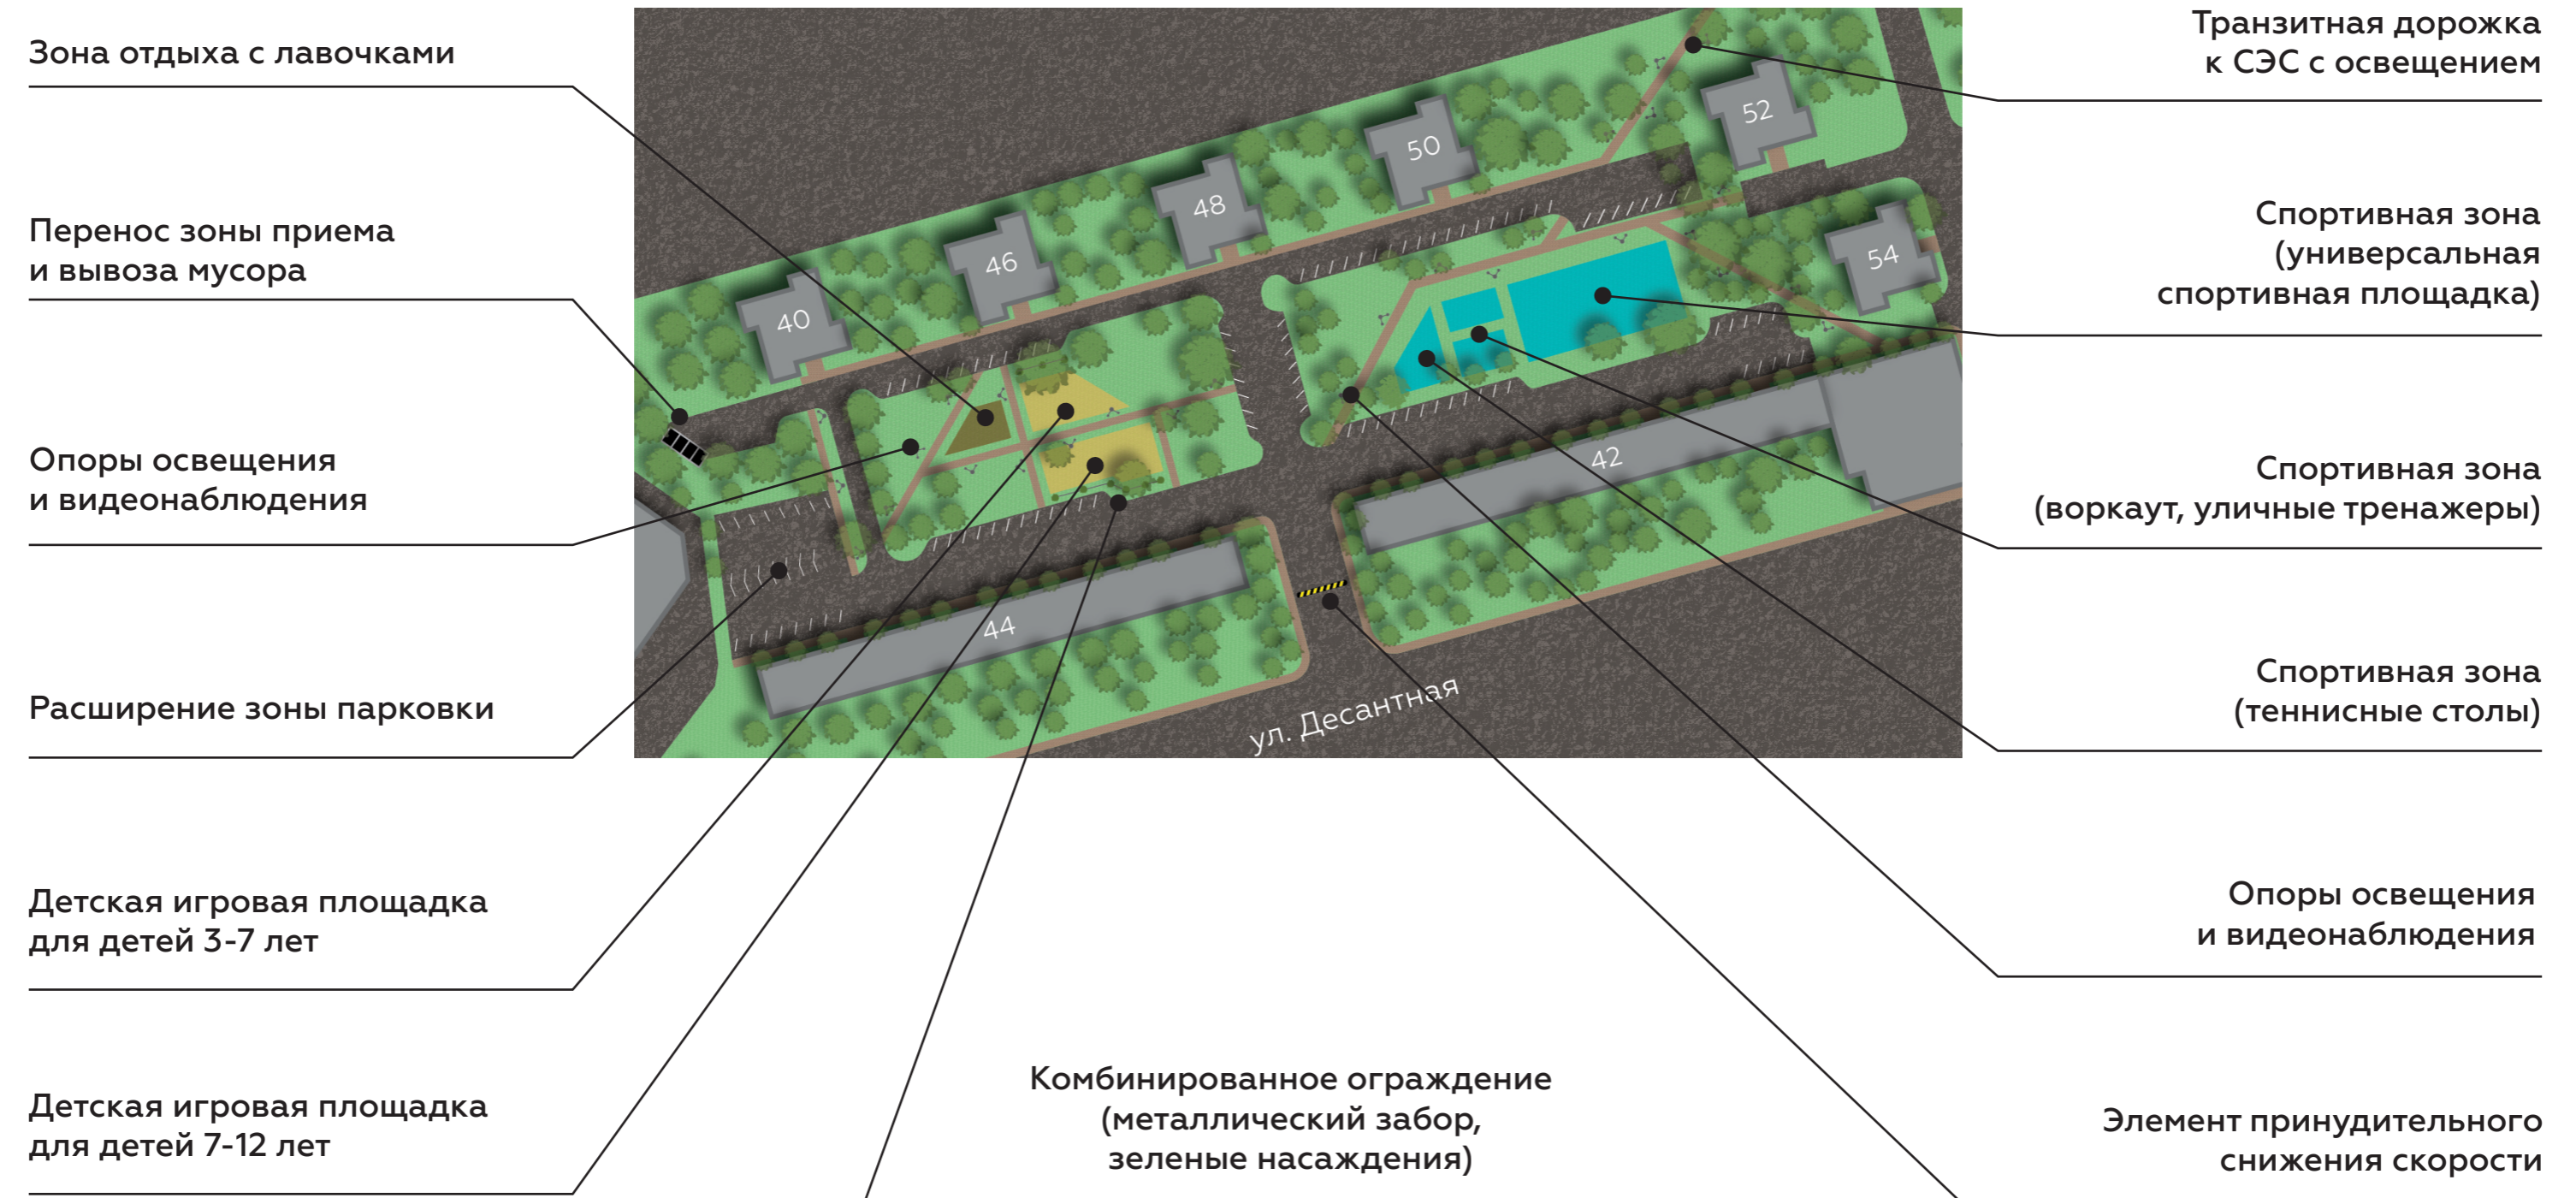 Зона отдыха с лавочками
Перенос зоны приема
и вывоза мусора
Опоры освещения
и видеонаблюдения
Расширение зоны парковки
Детская игровая площадка
для детей 3-7 лет
Детская игровая площадка
для детей 7-12 лет
52
50
48
46
40
54
42
44
ул. Десантная
Комбинированное ограждение
(металлический забор,
зеленые насаждения)
Транзитная дорожка
к СЭС с освещением
Спортивная зона
(универсальная
спортивная площадка)
Спортивная зона
(воркаут, уличные тренажеры)
Спортивная зона
(теннисные столы)
Опоры освещения
и видеонаблюдения
Элемент принудительного
снижения скорости